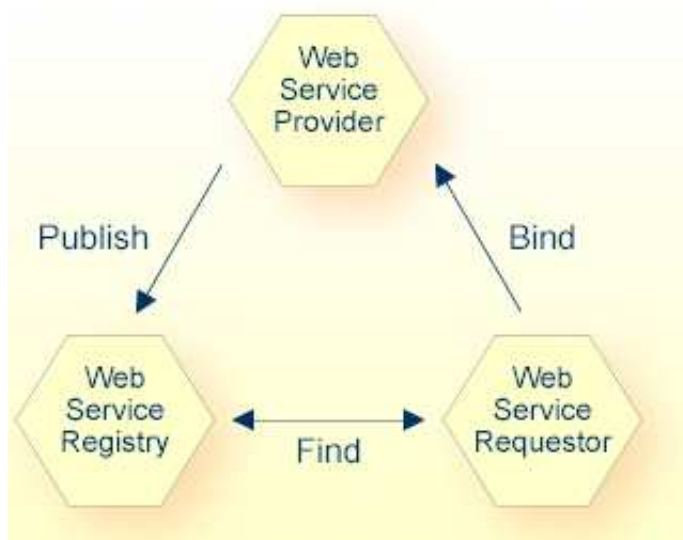 Web
Service
Provider
Publish
Bind
Web
Service
Registry
Find
Web
Service
Requestor